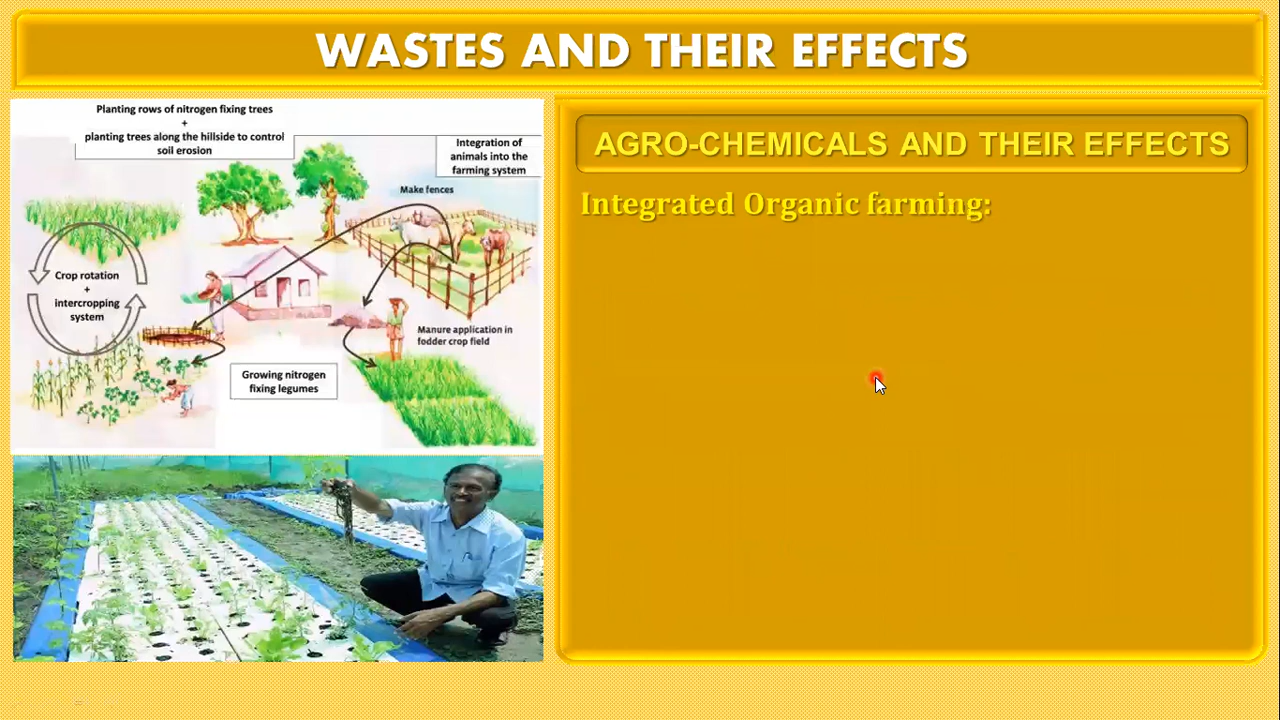 WASTES AND THEIR EFFECTS
Planting rows of nitrogen fixing trees
+
planting trees along the hillside to control
soil erosion
Integration of
animals into the
farming system
Make fences
Crop rotation
+
intercropping
system
Manure application in
fodder crop field
Growing nitrogen
fixing legumes
AGRO-CHEMICALS AND THEIR EFFECTS
Integrated Organic farming: